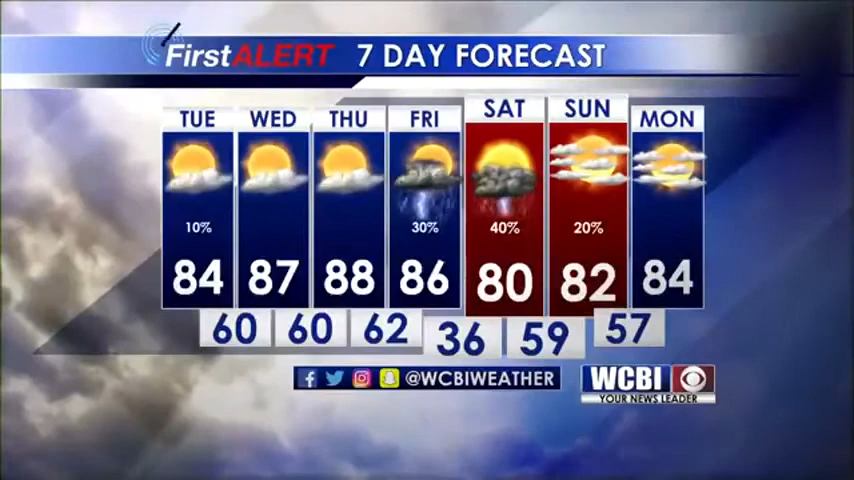 FirstALERT 7 DAY FORECAST
TUE WED THU FRI SAT SUN MON
10% 30% 40% 20%
84 87 88 86 80 82 84
60 60 62 36 59 57
@WCBIWEATHER
WCBI
YOUR NEWS LEADER